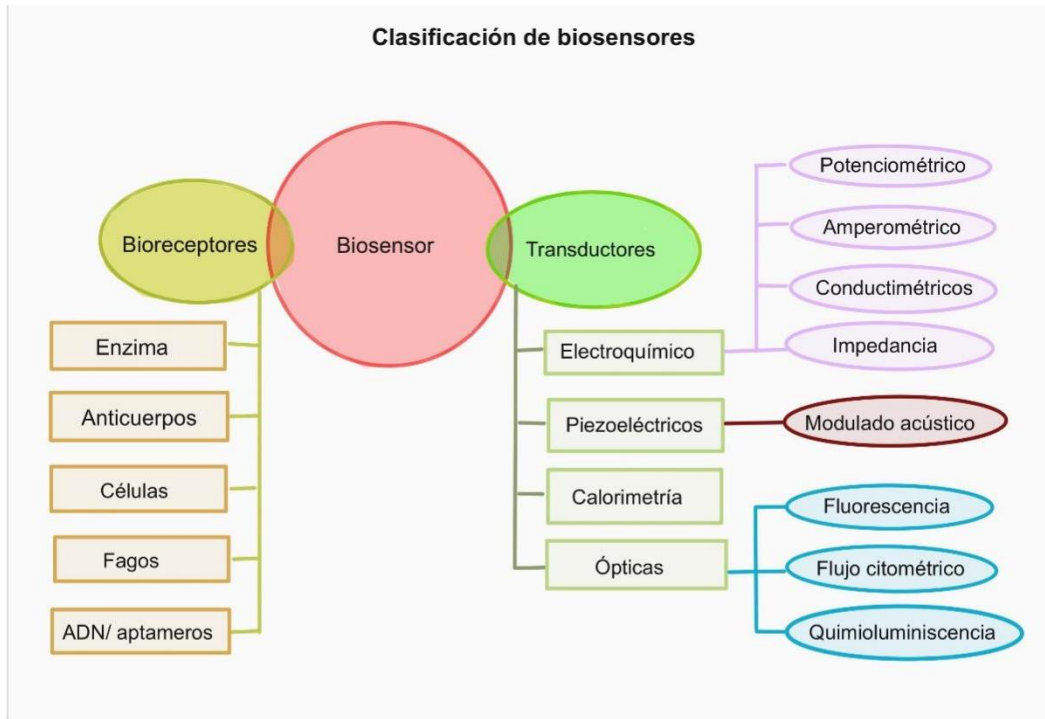 Clasificación de biosensores
Bioreceptores
Biosensor
Transductores
Enzima
Anticuerpos
Células
Fagos
ADN/ aptameros
Electroquímico
Piezoeléctricos
Calorimetría
Ópticas
Potenciométrico
Amperométrico
Conductimétricos
Impedancia
Modulado acústico
Fluorescencia
Flujo citométrico
Quimioluminiscencia